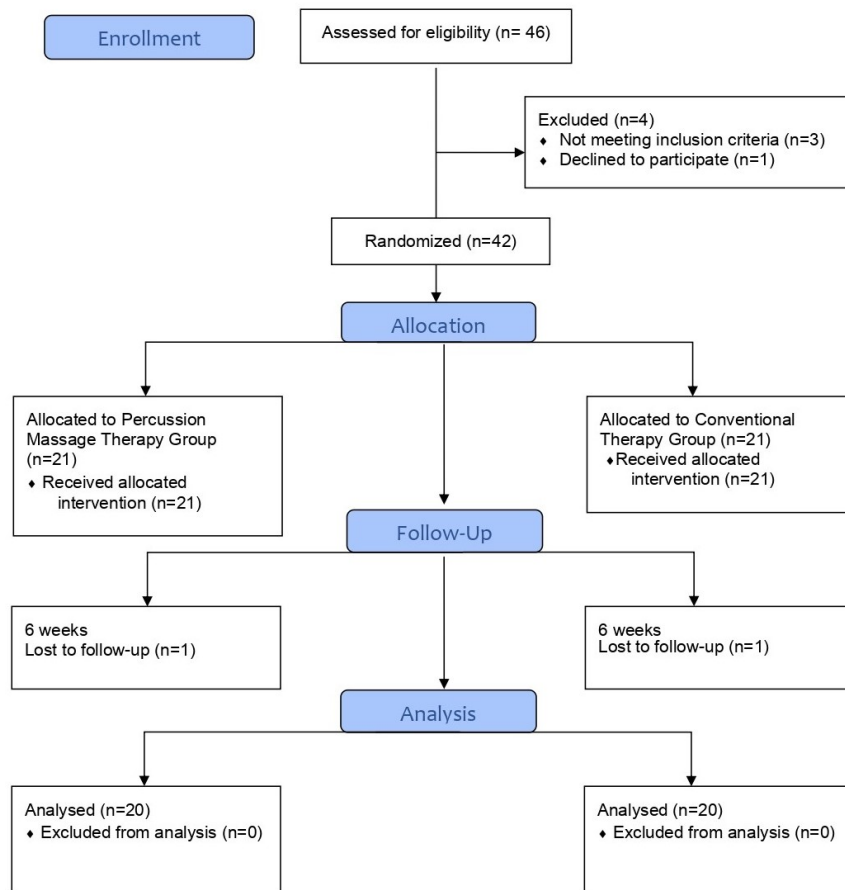 Enrollment
Assessed for eligibility (n= 46)
Excluded (n=4)
♦ Not meeting inclusion criteria (n=3)
♦ Declined to participate (n=1)
Randomized (n=42)
Allocation
Allocated to Percussion
Massage Therapy Group
(n=21)
♦ Received allocated
intervention (n=21)
Allocated to Conventional
Therapy Group (n=21)
♦Received allocated
intervention (n=21)
Follow-Up
6 weeks
Lost to follow-up (n=1)
6 weeks
Lost to follow-up (n=1)
Analysis
Analysed (n=20)
♦ Excluded from analysis (n=0)
Analysed (n=20)
♦ Excluded from analysis (n=0)